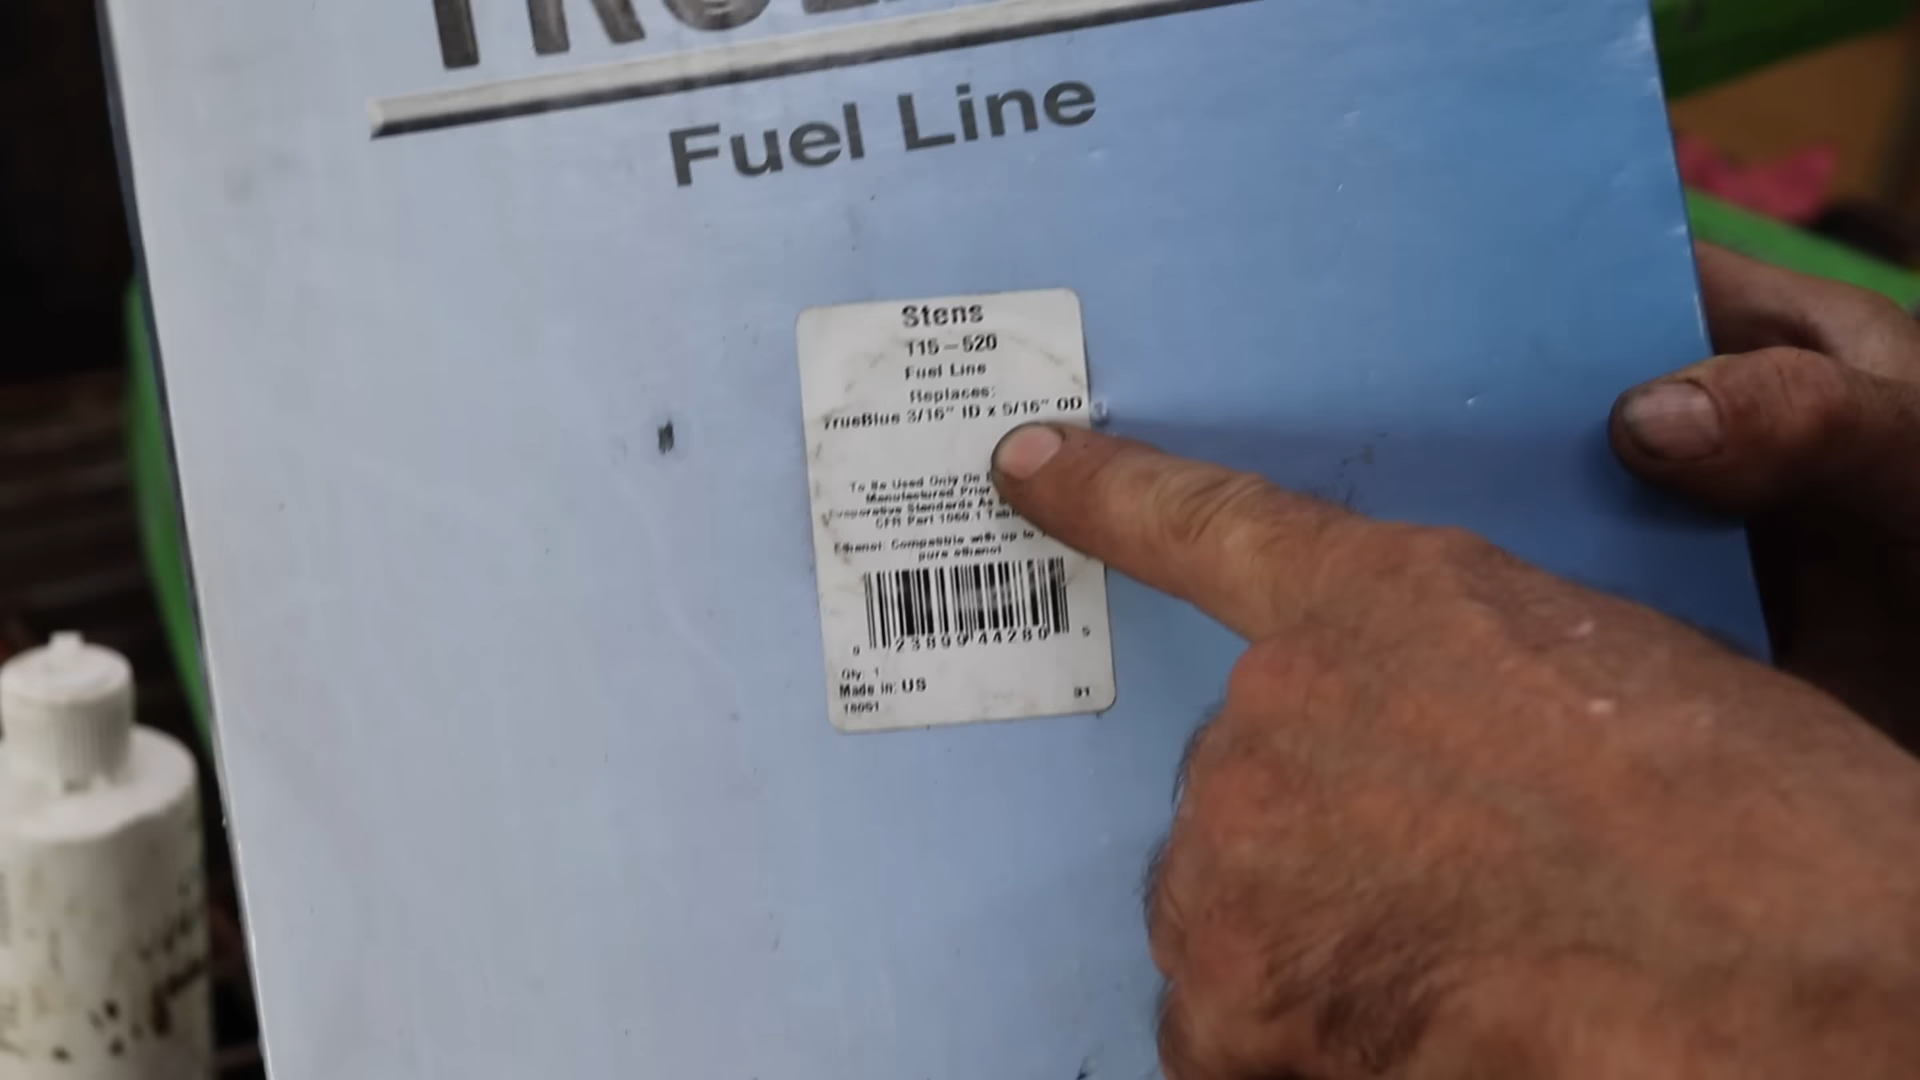 Fuel Line
Stens
115-520
Fuel Line
Replaces:
TrueBlue 3/16" ID x 5/16" OD
To Be Used Only On
Manufactured Prior
Evaporative Standards As
CFR Part 1060.1
Ethanol: Compatible with up to
pure ethanol
Qty: 1
Made in: US
91